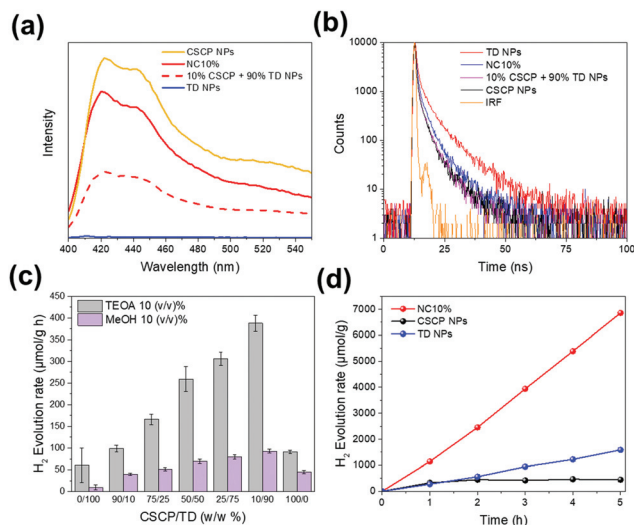 (a)
CSCP NPs
NC10%
10% CSCP + 90% TD NPs
TD NPs
Intensity
400 420 440 460 480 500 520 540
Wavelength (nm)
(b)
TD NPs
NC10%
10% CSCP + 90% TD NPs
CSCP NPs
IRF
Counts
10000
1000
100
10
1
0 25 50 75 100
Time (ns)
(c)
TEOA 10 (v/v)%
MeOH 10 (v/v)%
H2 Evolution rate (μmol/g h)
450
400
350
300
250
200
150
100
50
0
0/100 90/10 75/25 50/50 25/75 10/90 100/0
CSCP/TD (w/w %)
(d)
NC10%
CSCP NPs
TD NPs
H2 Evolution rate (μmol/g)
7000
6000
5000
4000
3000
2000
1000
0
0 1 2 3 4 5
Time (h)